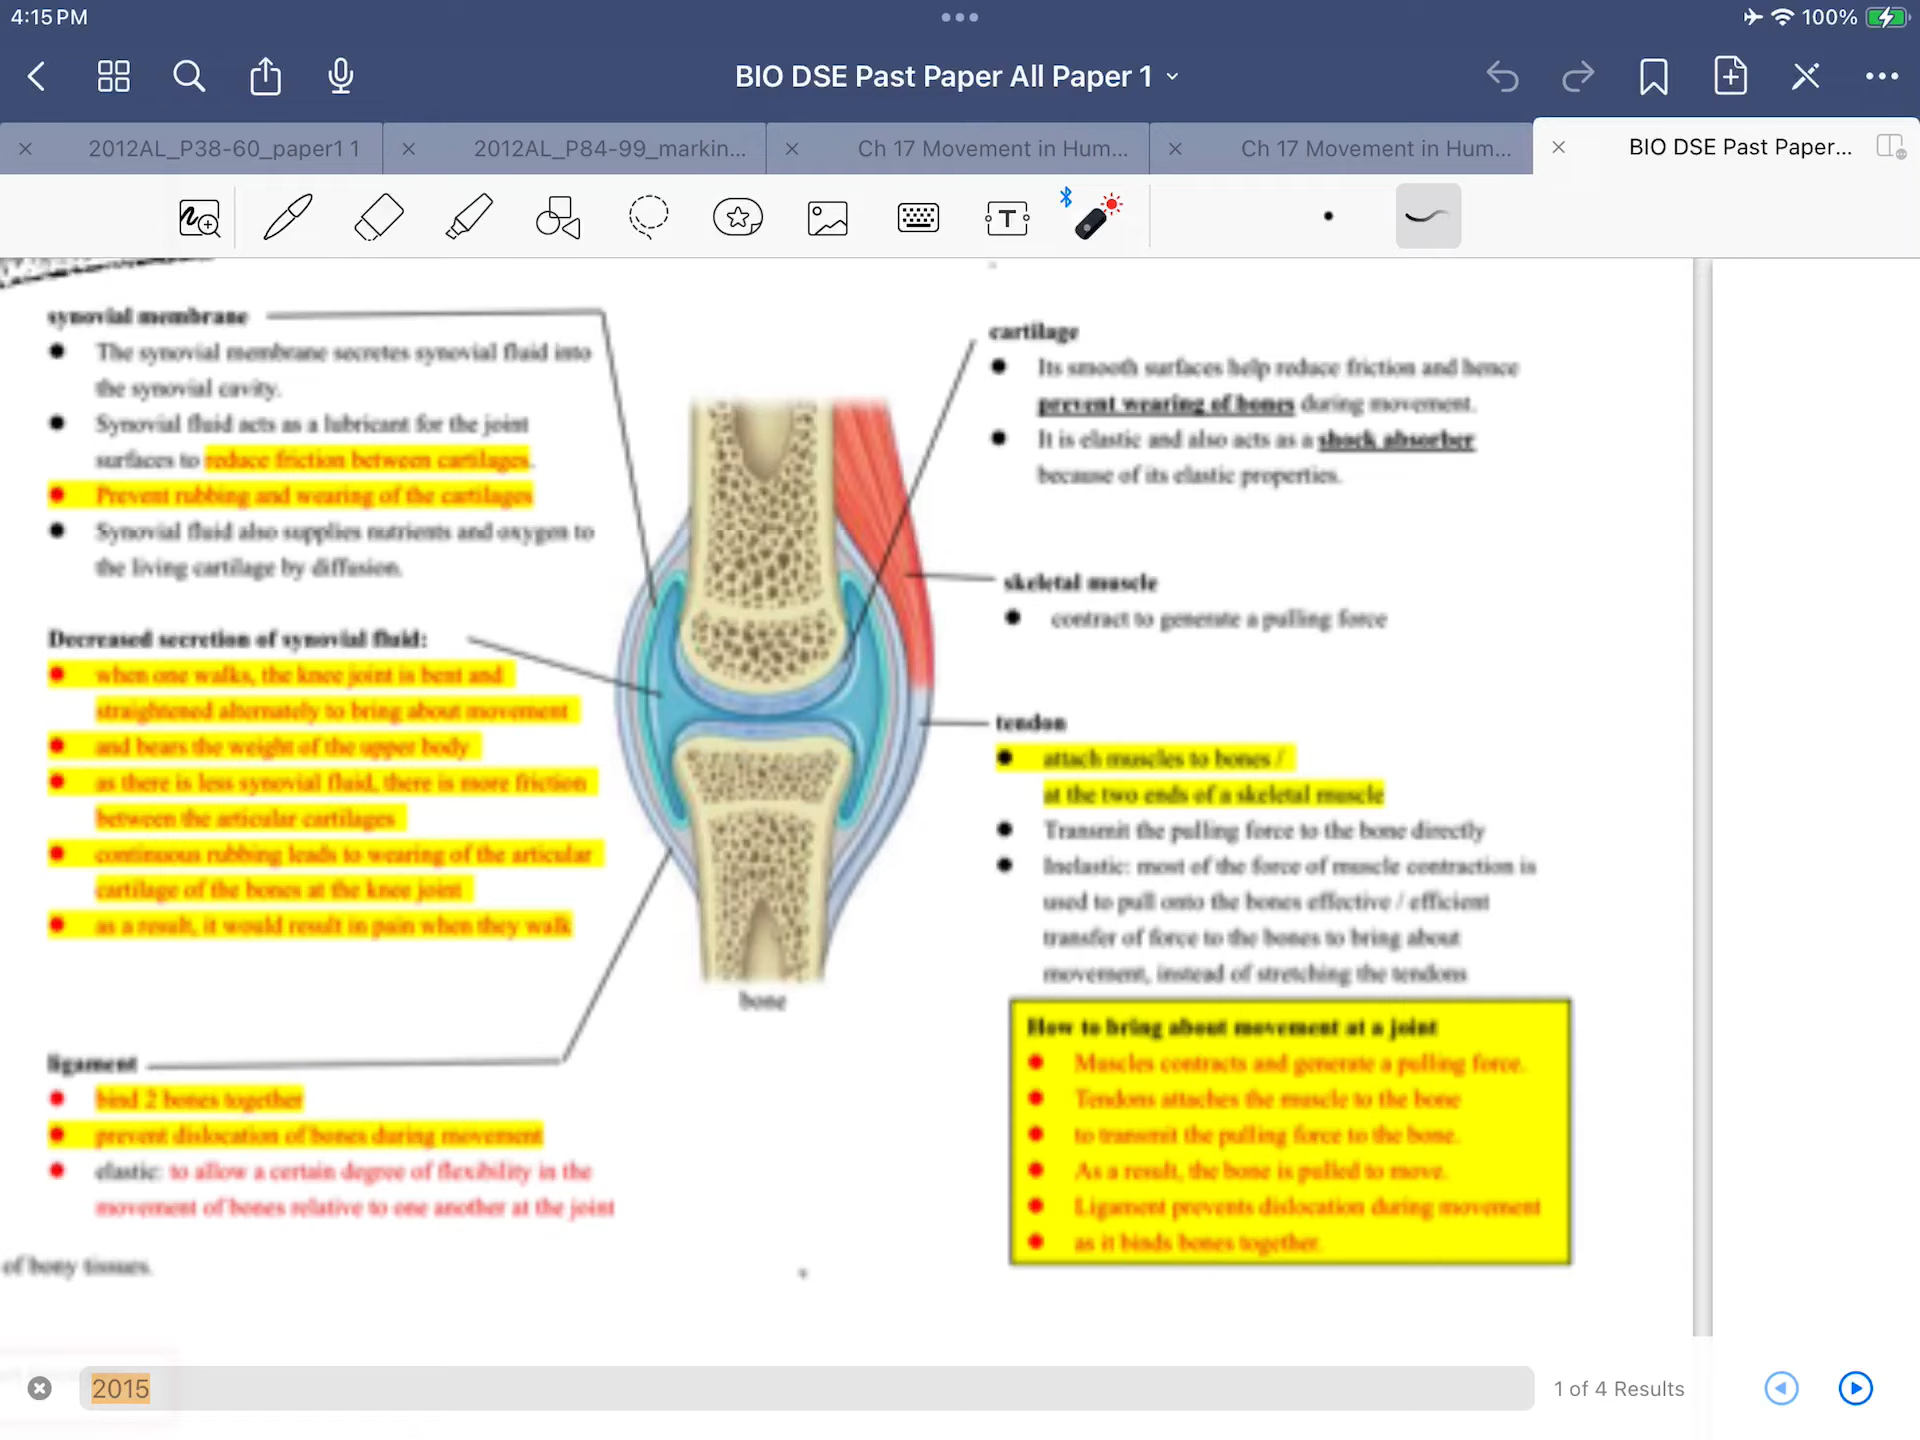 4:15 PM
100%
BIO DSE Past Paper All Paper 1
2012AL_P38-60_paper1 1
2012AL_P84-99_markin...
Ch 17 Movement in Hum...
Ch 17 Movement in Hum...
BIO DSE Past Paper...
synovial membrane
● The synovial membrane secretes synovial fluid into
the synovial cavity.
● Synovial fluid acts as a lubricant for the joint
surfaces to reduce friction between cartilages.
● Prevent rubbing and wearing of the cartilages
● Synovial fluid also supplies nutrients and oxygen to
the living cartilage by diffusion.
Decreased secretion of synovial fluid:
● when one walks, the knee joint is bent and
straightened alternately to bring about movement
● and bears the weight of the upper body
● as there is less synovial fluid, there is more friction
between the articular cartilages
● continuous rubbing leads to wearing of the articular
cartilage of the bones at the knee joint
● as a result, it would result in pain when they walk
ligament
● bind 2 bones together
● prevent dislocation of bones during movement
● elastic: to allow a certain degree of flexibility in the
movement of bones relative to one another at the joint
of bony tissues.
bone
cartilage
● Its smooth surfaces help reduce friction and hence
prevent wearing of bones during movement.
● It is elastic and also acts as a shock absorber
because of its elastic properties.
skeletal muscle
● contract to generate a pulling force
tendon
● attach muscles to bones /
at the two ends of a skeletal muscle
● Transmit the pulling force to the bone directly
● Inelastic: most of the force of muscle contraction is
used to pull onto the bones effective / efficient
transfer of force to the bones to bring about
movement, instead of stretching the tendons
How to bring about movement at a joint
● Muscles contracts and generate a pulling force.
● Tendons attaches the muscle to the bone
● to transmit the pulling force to the bone.
● As a result, the bone is pulled to move.
● Ligament prevents dislocation during movement
● as it binds bones together.
2015
1 of 4 Results